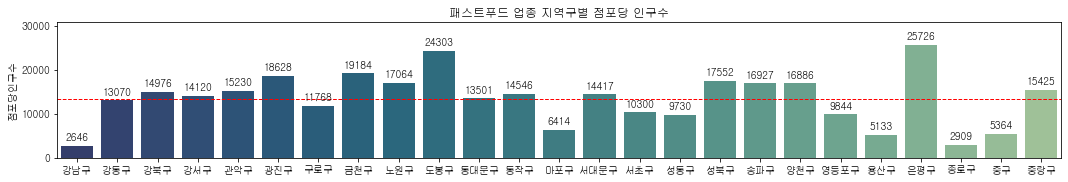 패스트푸드 업종 지역구별 점포당 인구수
점포당인구수
30000
20000
10000
0
2646 13070 14976 14120 15230 18628 11768 19184 17064 24303 13501 14546 6414 14417 10300 9730 17552 16927 16886 9844 5133 25726 2909 5364 15425
강남구 강동구 강북구 강서구 관악구 광진구 구로구 금천구 노원구 도봉구 동대문구 동작구 마포구 서대문구 서초구 성동구 성북구 송파구 양천구 영등포구 용산구 은평구 종로구 중구 중랑구